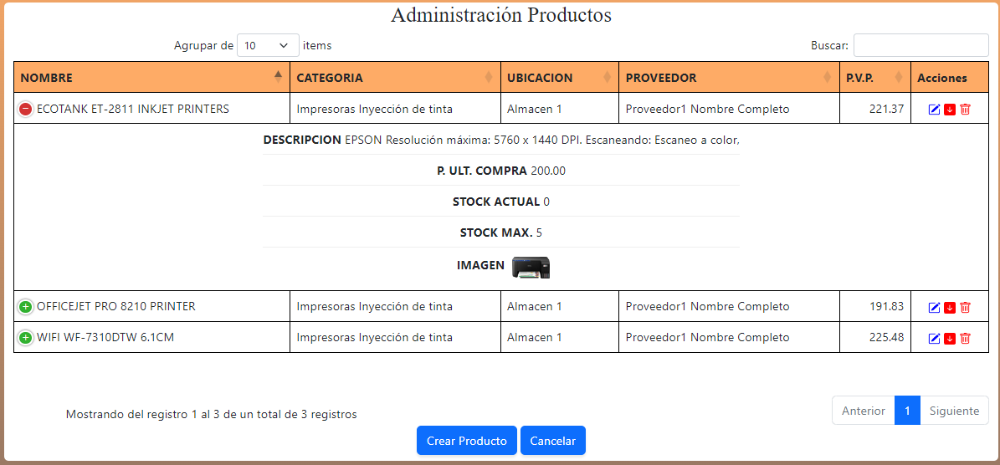 Administración Productos
Agrupar de 10 items Buscar:
NOMBRE CATEGORIA UBICACION PROVEEDOR P.V.P. Acciones
ECOTANK ET-2811 INKJET PRINTERS Impresoras Inyección de tinta Almacen 1 Proveedor1 Nombre Completo 221.37
DESCRIPCION EPSON Resolución máxima: 5760 x 1440 DPI. Escaneando: Escaneo a color,
P. ULT. COMPRA 200.00
STOCK ACTUAL 0
STOCK MAX. 5
IMAGEN
OFFICEJET PRO 8210 PRINTER Impresoras Inyección de tinta Almacen 1 Proveedor1 Nombre Completo 191.83
WIFI WF-7310DTW 6.1CM Impresoras Inyección de tinta Almacen 1 Proveedor1 Nombre Completo 225.48
Mostrando del registro 1 al 3 de un total de 3 registros Anterior 1 Siguiente
Crear Producto Cancelar